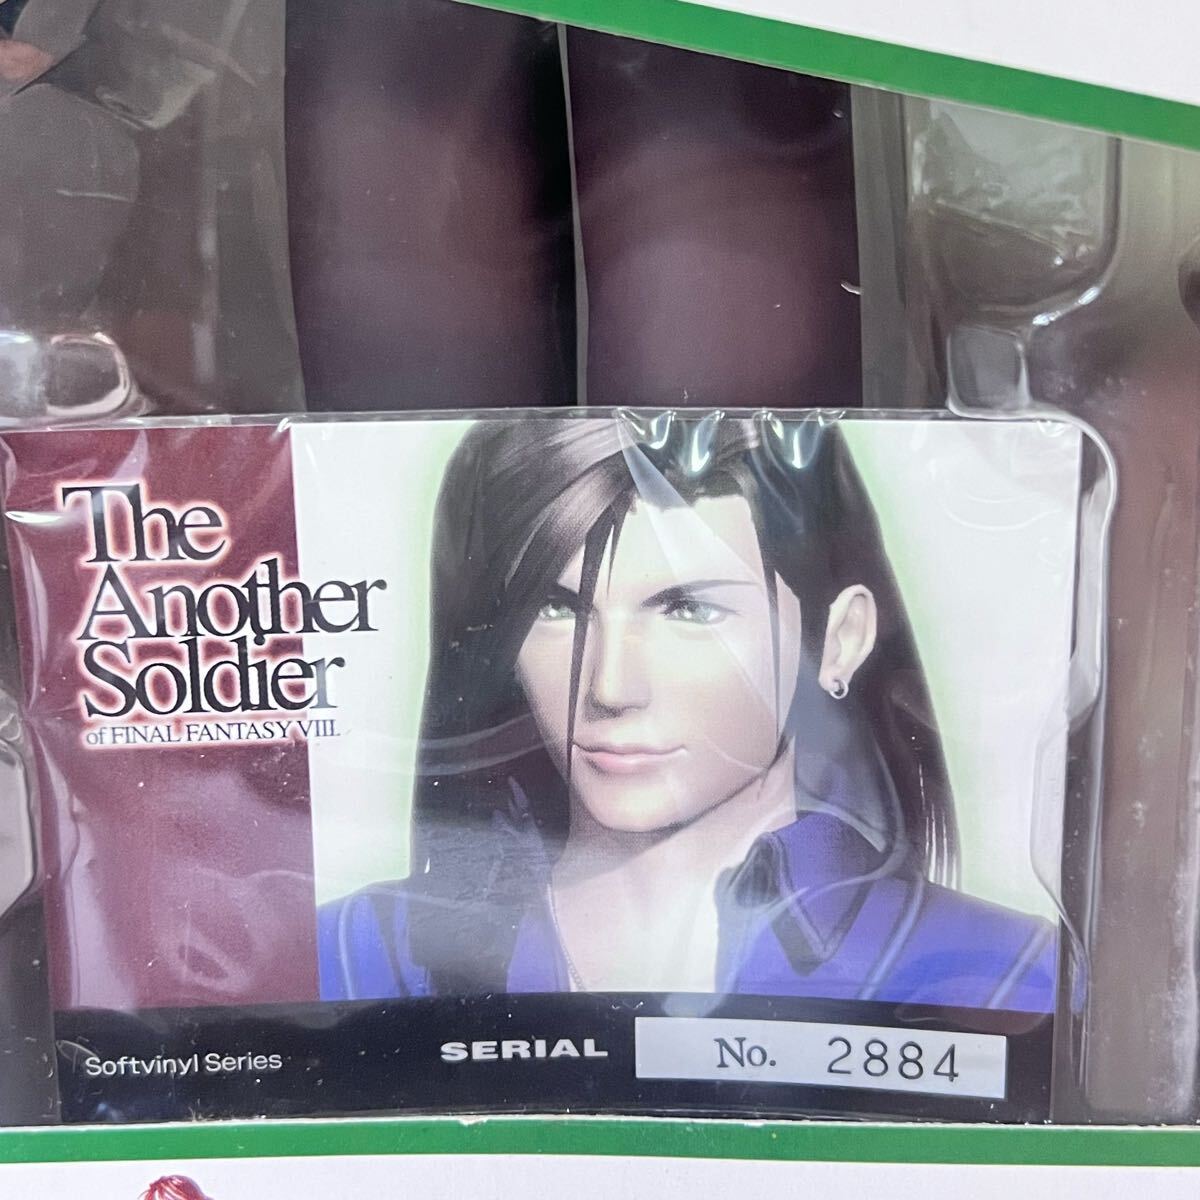 The
Another
Soldier
of FINAL FANTASY VIII.
Softvinyl Series
SERIAL
No. 2884